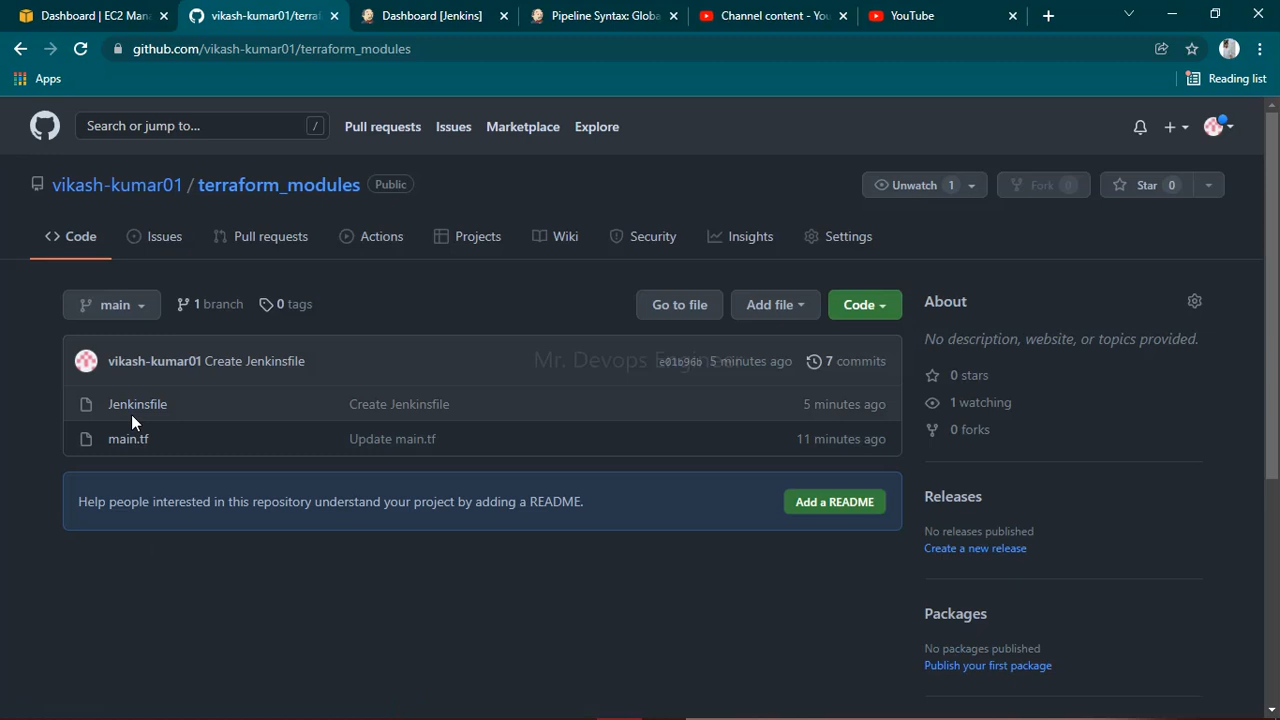 Dashboard | EC2 Mana
vikash-kumar01/terraf
Dashboard [Jenkins]
Pipeline Syntax: Globa
Channel content - You
YouTube
github.com/vikash-kumar01/terraform_modules
Apps
Reading list
Search or jump to...
/
Pull requests
Issues
Marketplace
Explore
vikash-kumar01 / terraform_modules
Public
Unwatch 1
Fork 0
Star 0
<> Code
Issues
Pull requests
Actions
Projects
Wiki
Security
Insights
Settings
main
1 branch
0 tags
Go to file
Add file
Code
About
No description, website, or topics provided.
vikash-kumar01 Create Jenkinsfile
Mr. Devops Engineer
e01b96b 5 minutes ago
7 commits
Jenkinsfile
Create Jenkinsfile
5 minutes ago
main.tf
Update main.tf
11 minutes ago
0 stars
1 watching
0 forks
Help people interested in this repository understand your project by adding a README.
Add a README
Releases
No releases published
Create a new release
Packages
No packages published
Publish your first package